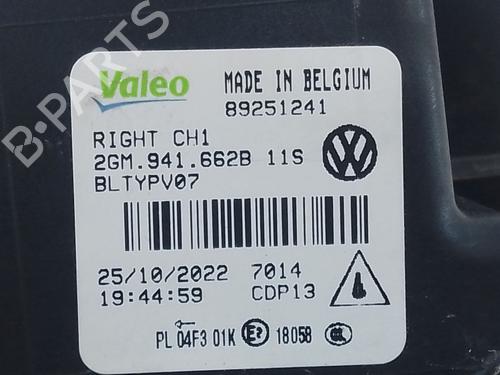 B-PARTS
Valeo MADE IN BELGIUM
89251241
RIGHT CH1
2GM.941.662B 11S
BLTYPV07
25/10/2022 7014
19:44:59 CDP13
PL 04F3 01K E2 18058